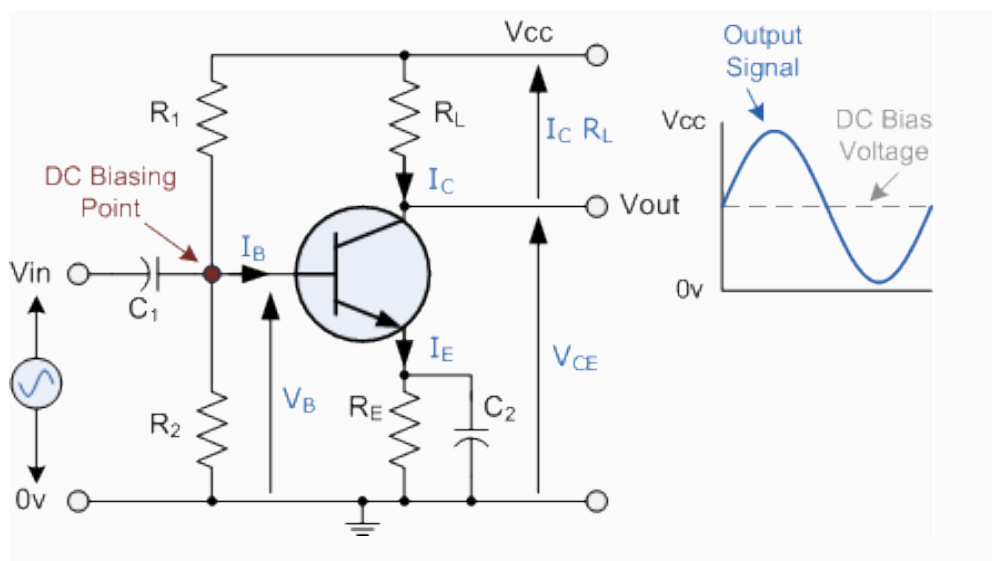 Vcc
Output
Signal
R1
RL
IC RL
Vcc
DC Bias
Voltage
DC Biasing
Point
IC
Vout
IB
Vin
C1
0v
IE
VCE
VB
RE
C2
R2
0v